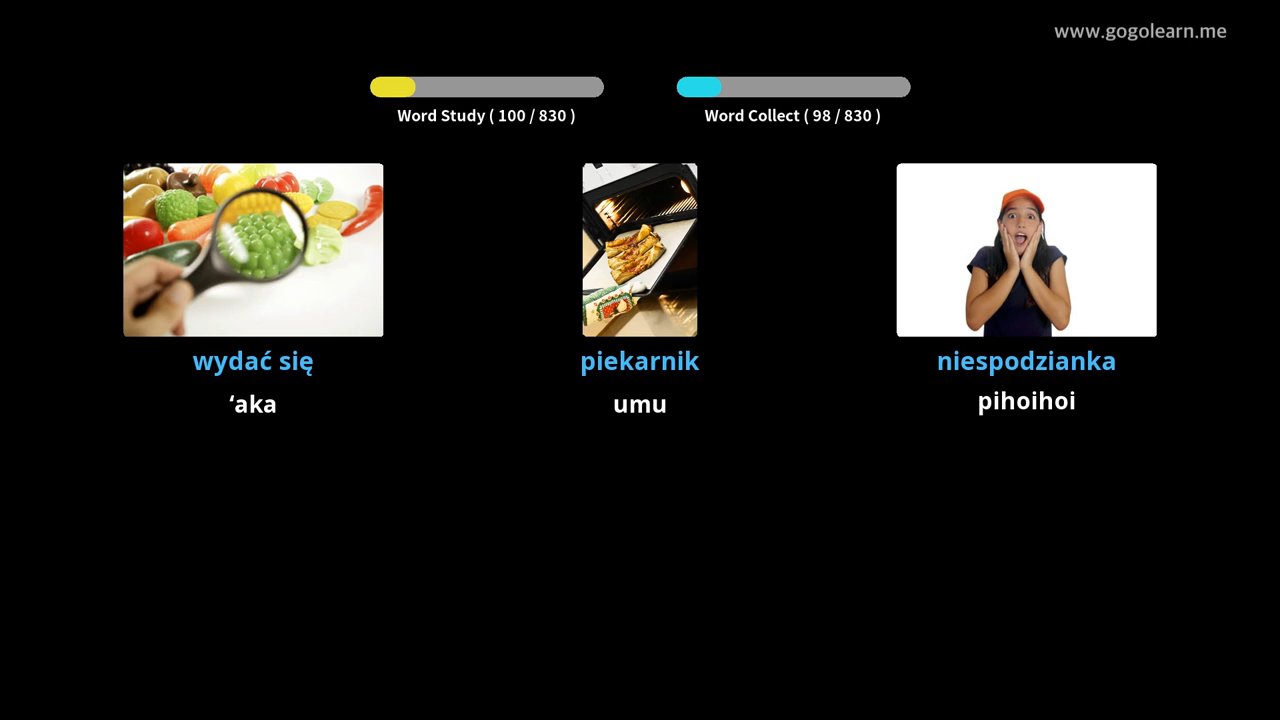 www.gogolearn.me
Word Study ( 100 / 830 )
Word Collect ( 98 / 830 )
wydać się
piekarnik
niespodzianka
ʻaka
umu
pihoihoi